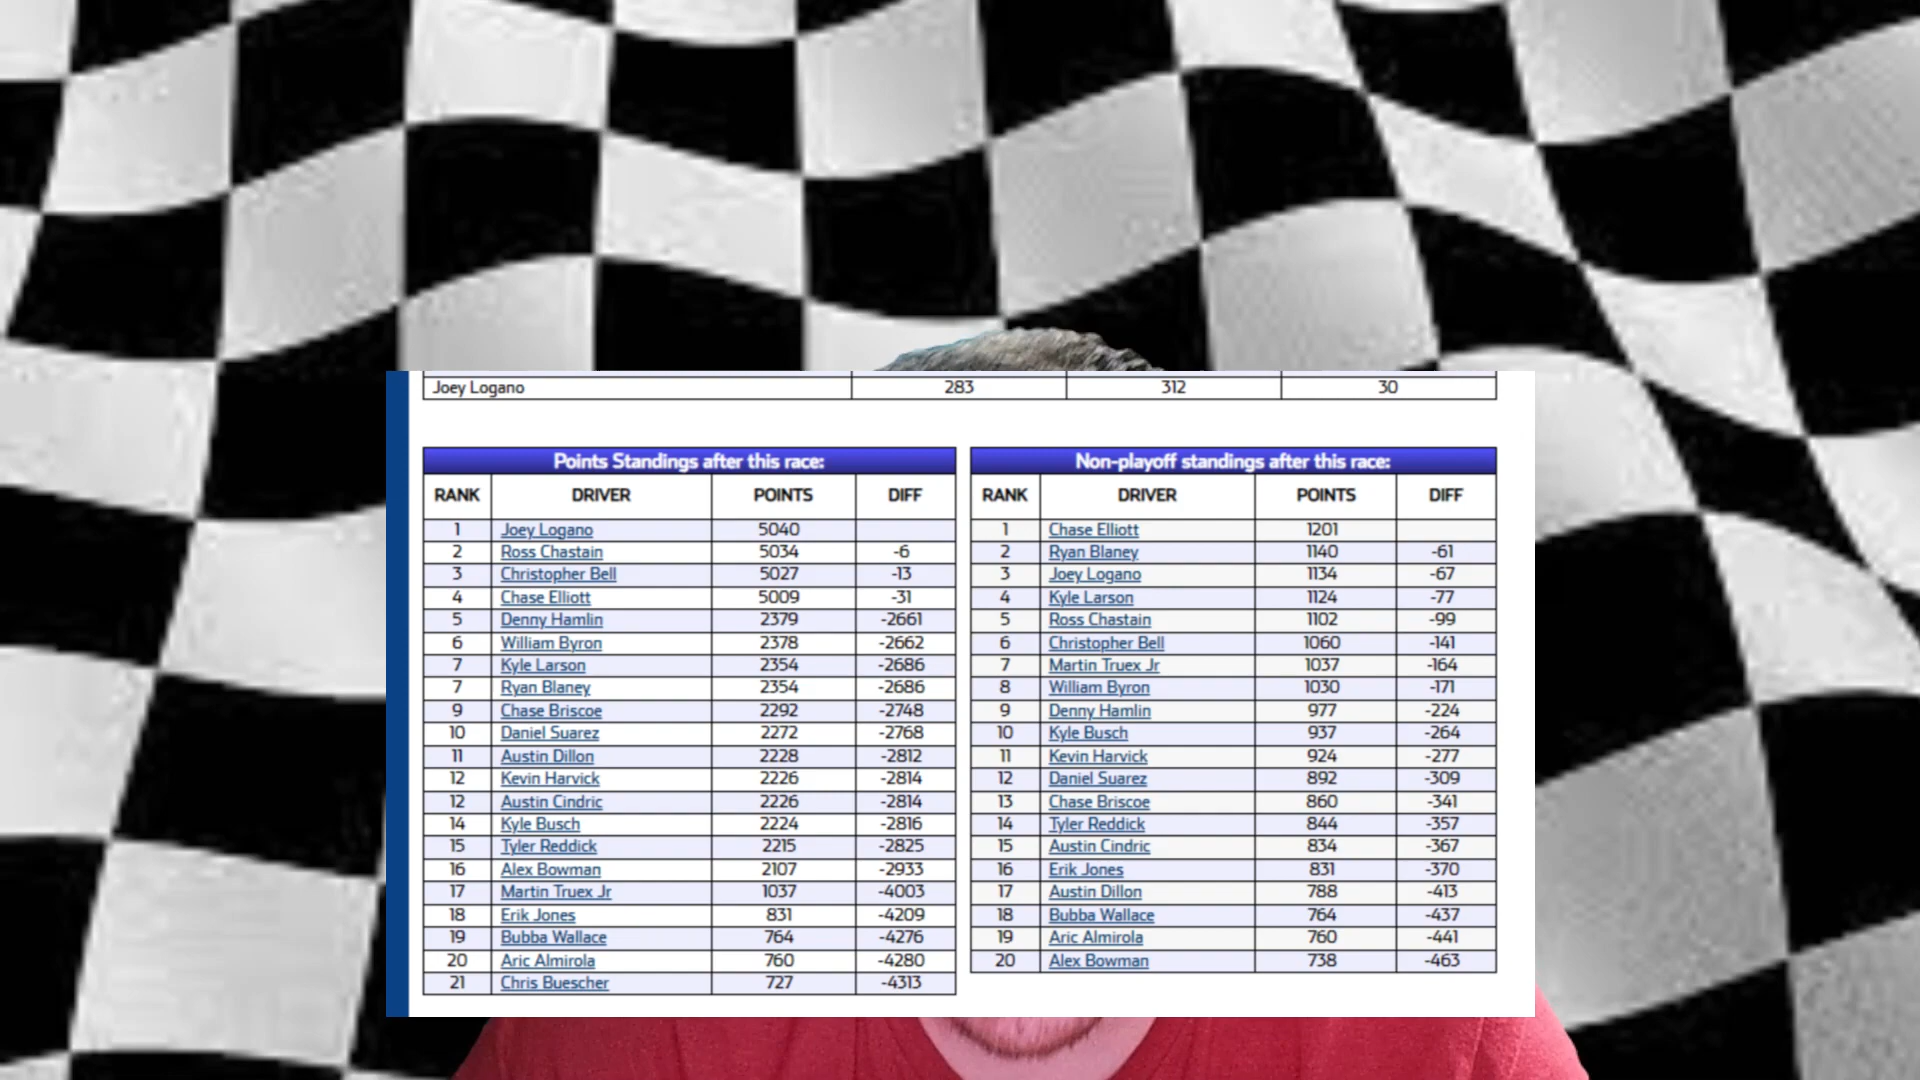 Joey Logano 283 312 30
Points Standings after this race:
RANK DRIVER POINTS DIFF
1 Joey Logano 5040
2 Ross Chastain 5034 -6
3 Christopher Bell 5027 -13
4 Chase Elliott 5009 -31
5 Denny Hamlin 2379 -2661
6 William Byron 2378 -2662
7 Kyle Larson 2354 -2686
7 Ryan Blaney 2354 -2686
9 Chase Briscoe 2292 -2748
10 Daniel Suarez 2272 -2768
11 Austin Dillon 2228 -2812
12 Kevin Harvick 2226 -2814
12 Austin Cindric 2226 -2814
14 Kyle Busch 2224 -2816
15 Tyler Reddick 2215 -2825
16 Alex Bowman 2107 -2933
17 Martin Truex Jr 1037 -4003
18 Erik Jones 831 -4209
19 Bubba Wallace 764 -4276
20 Aric Almirola 760 -4280
21 Chris Buescher 727 -4313
Non-playoff standings after this race:
RANK DRIVER POINTS DIFF
1 Chase Elliott 1201
2 Ryan Blaney 1140 -61
3 Joey Logano 1134 -67
4 Kyle Larson 1124 -77
5 Ross Chastain 1102 -99
6 Christopher Bell 1060 -141
7 Martin Truex Jr 1037 -164
8 William Byron 1030 -171
9 Denny Hamlin 977 -224
10 Kyle Busch 937 -264
11 Kevin Harvick 924 -277
12 Daniel Suarez 892 -309
13 Chase Briscoe 860 -341
14 Tyler Reddick 844 -357
15 Austin Cindric 834 -367
16 Erik Jones 831 -370
17 Austin Dillon 788 -413
18 Bubba Wallace 764 -437
19 Aric Almirola 760 -441
20 Alex Bowman 738 -463